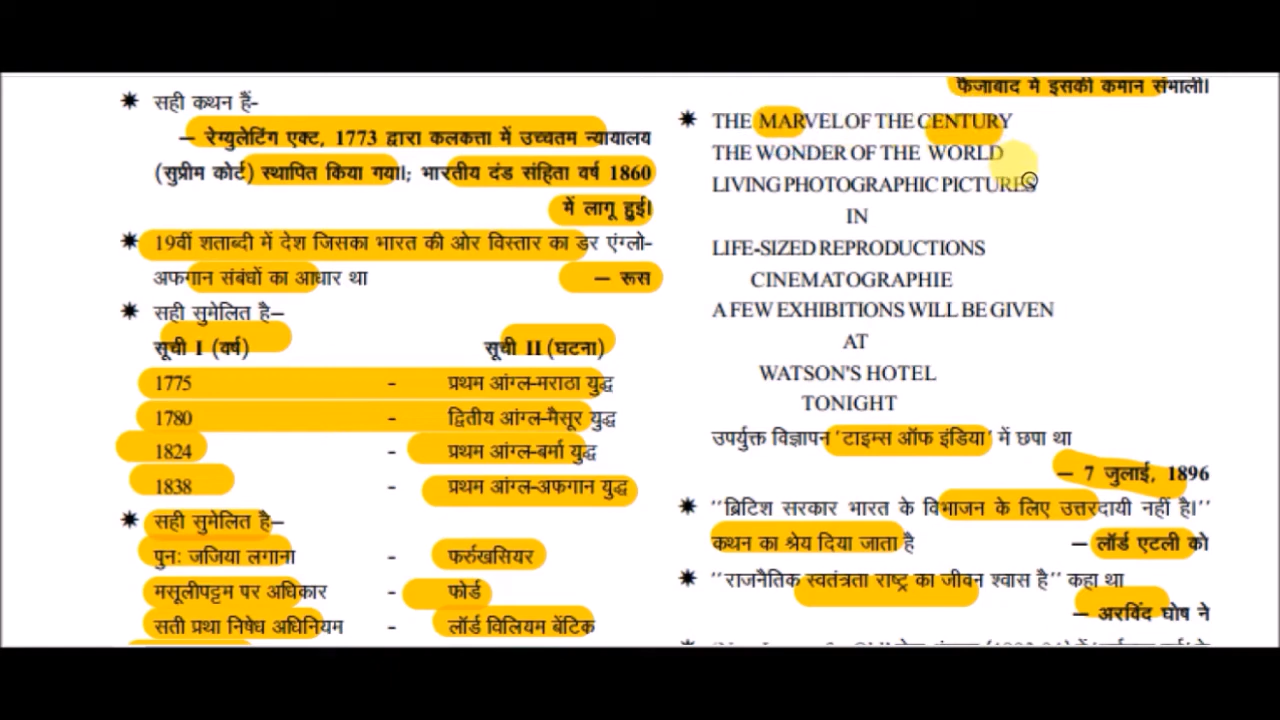 ✷ सही कथन हैं-
– रेग्युलेटिंग एक्ट, 1773 द्वारा कलकत्ता में उच्चतम न्यायालय
(सुप्रीम कोर्ट) स्थापित किया गया।; भारतीय दंड संहिता वर्ष 1860
में लागू हुई।
✷ 19वीं शताब्दी में देश जिसका भारत की ओर विस्तार का डर एंग्लो-
अफगान संबंधों का आधार था – रूस
✷ सही सुमेलित है–
सूची I (वर्ष) सूची II (घटना)
1775 - प्रथम आंग्ल-मराठा युद्ध
1780 - द्वितीय आंग्ल-मैसूर युद्ध
1824 - प्रथम आंग्ल-बर्मा युद्ध
1838 - प्रथम आंग्ल-अफगान युद्ध
✷ सही सुमेलित है–
पुनः जजिया लगाना - फर्रुखसियर
मसूलीपट्टम पर अधिकार - फोर्ड
सती प्रथा निषेध अधिनियम - लॉर्ड विलियम बेंटिक
फैजाबाद में इसकी कमान संभाली।
✷ THE MARVEL OF THE CENTURY
THE WONDER OF THE WORLD
LIVING PHOTOGRAPHIC PICTURES
IN
LIFE-SIZED REPRODUCTIONS
CINEMATOGRAPHIE
A FEW EXHIBITIONS WILL BE GIVEN
AT
WATSON'S HOTEL
TONIGHT
उपर्युक्त विज्ञापन 'टाइम्स ऑफ इंडिया' में छपा था
– 7 जुलाई, 1896
✷ ''ब्रिटिश सरकार भारत के विभाजन के लिए उत्तरदायी नहीं है।''
कथन का श्रेय दिया जाता है – लॉर्ड एटली को
✷ ''राजनैतिक स्वतंत्रता राष्ट्र का जीवन श्वास है'' कहा था
– अरविंद घोष ने